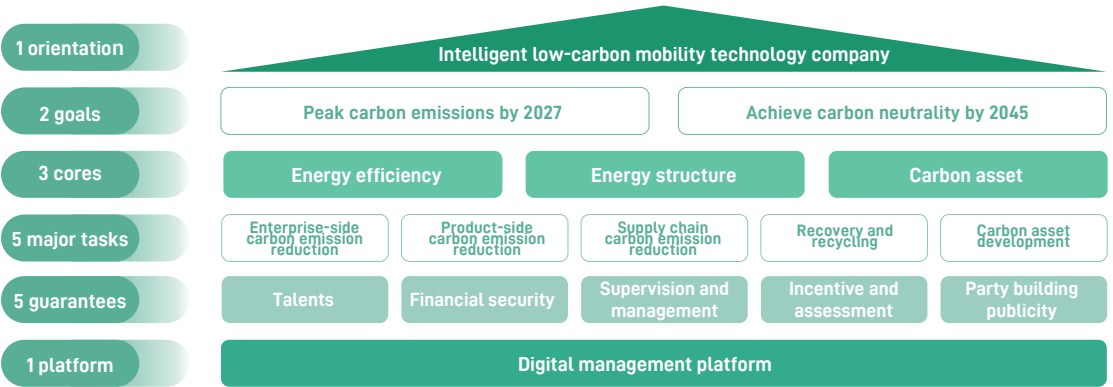 1 orientation
Intelligent low-carbon mobility technology company
2 goals
Peak carbon emissions by 2027
Achieve carbon neutrality by 2045
3 cores
Energy efficiency
Energy structure
Carbon asset
5 major tasks
Enterprise-side
carbon emission
reduction
Product-side
carbon emission
reduction
Supply chain
carbon emission
reduction
Recovery and
recycling
Carbon asset
development
5 guarantees
Talents
Financial security
Supervision and
management
Incentive and
assessment
Party building
publicity
1 platform
Digital management platform